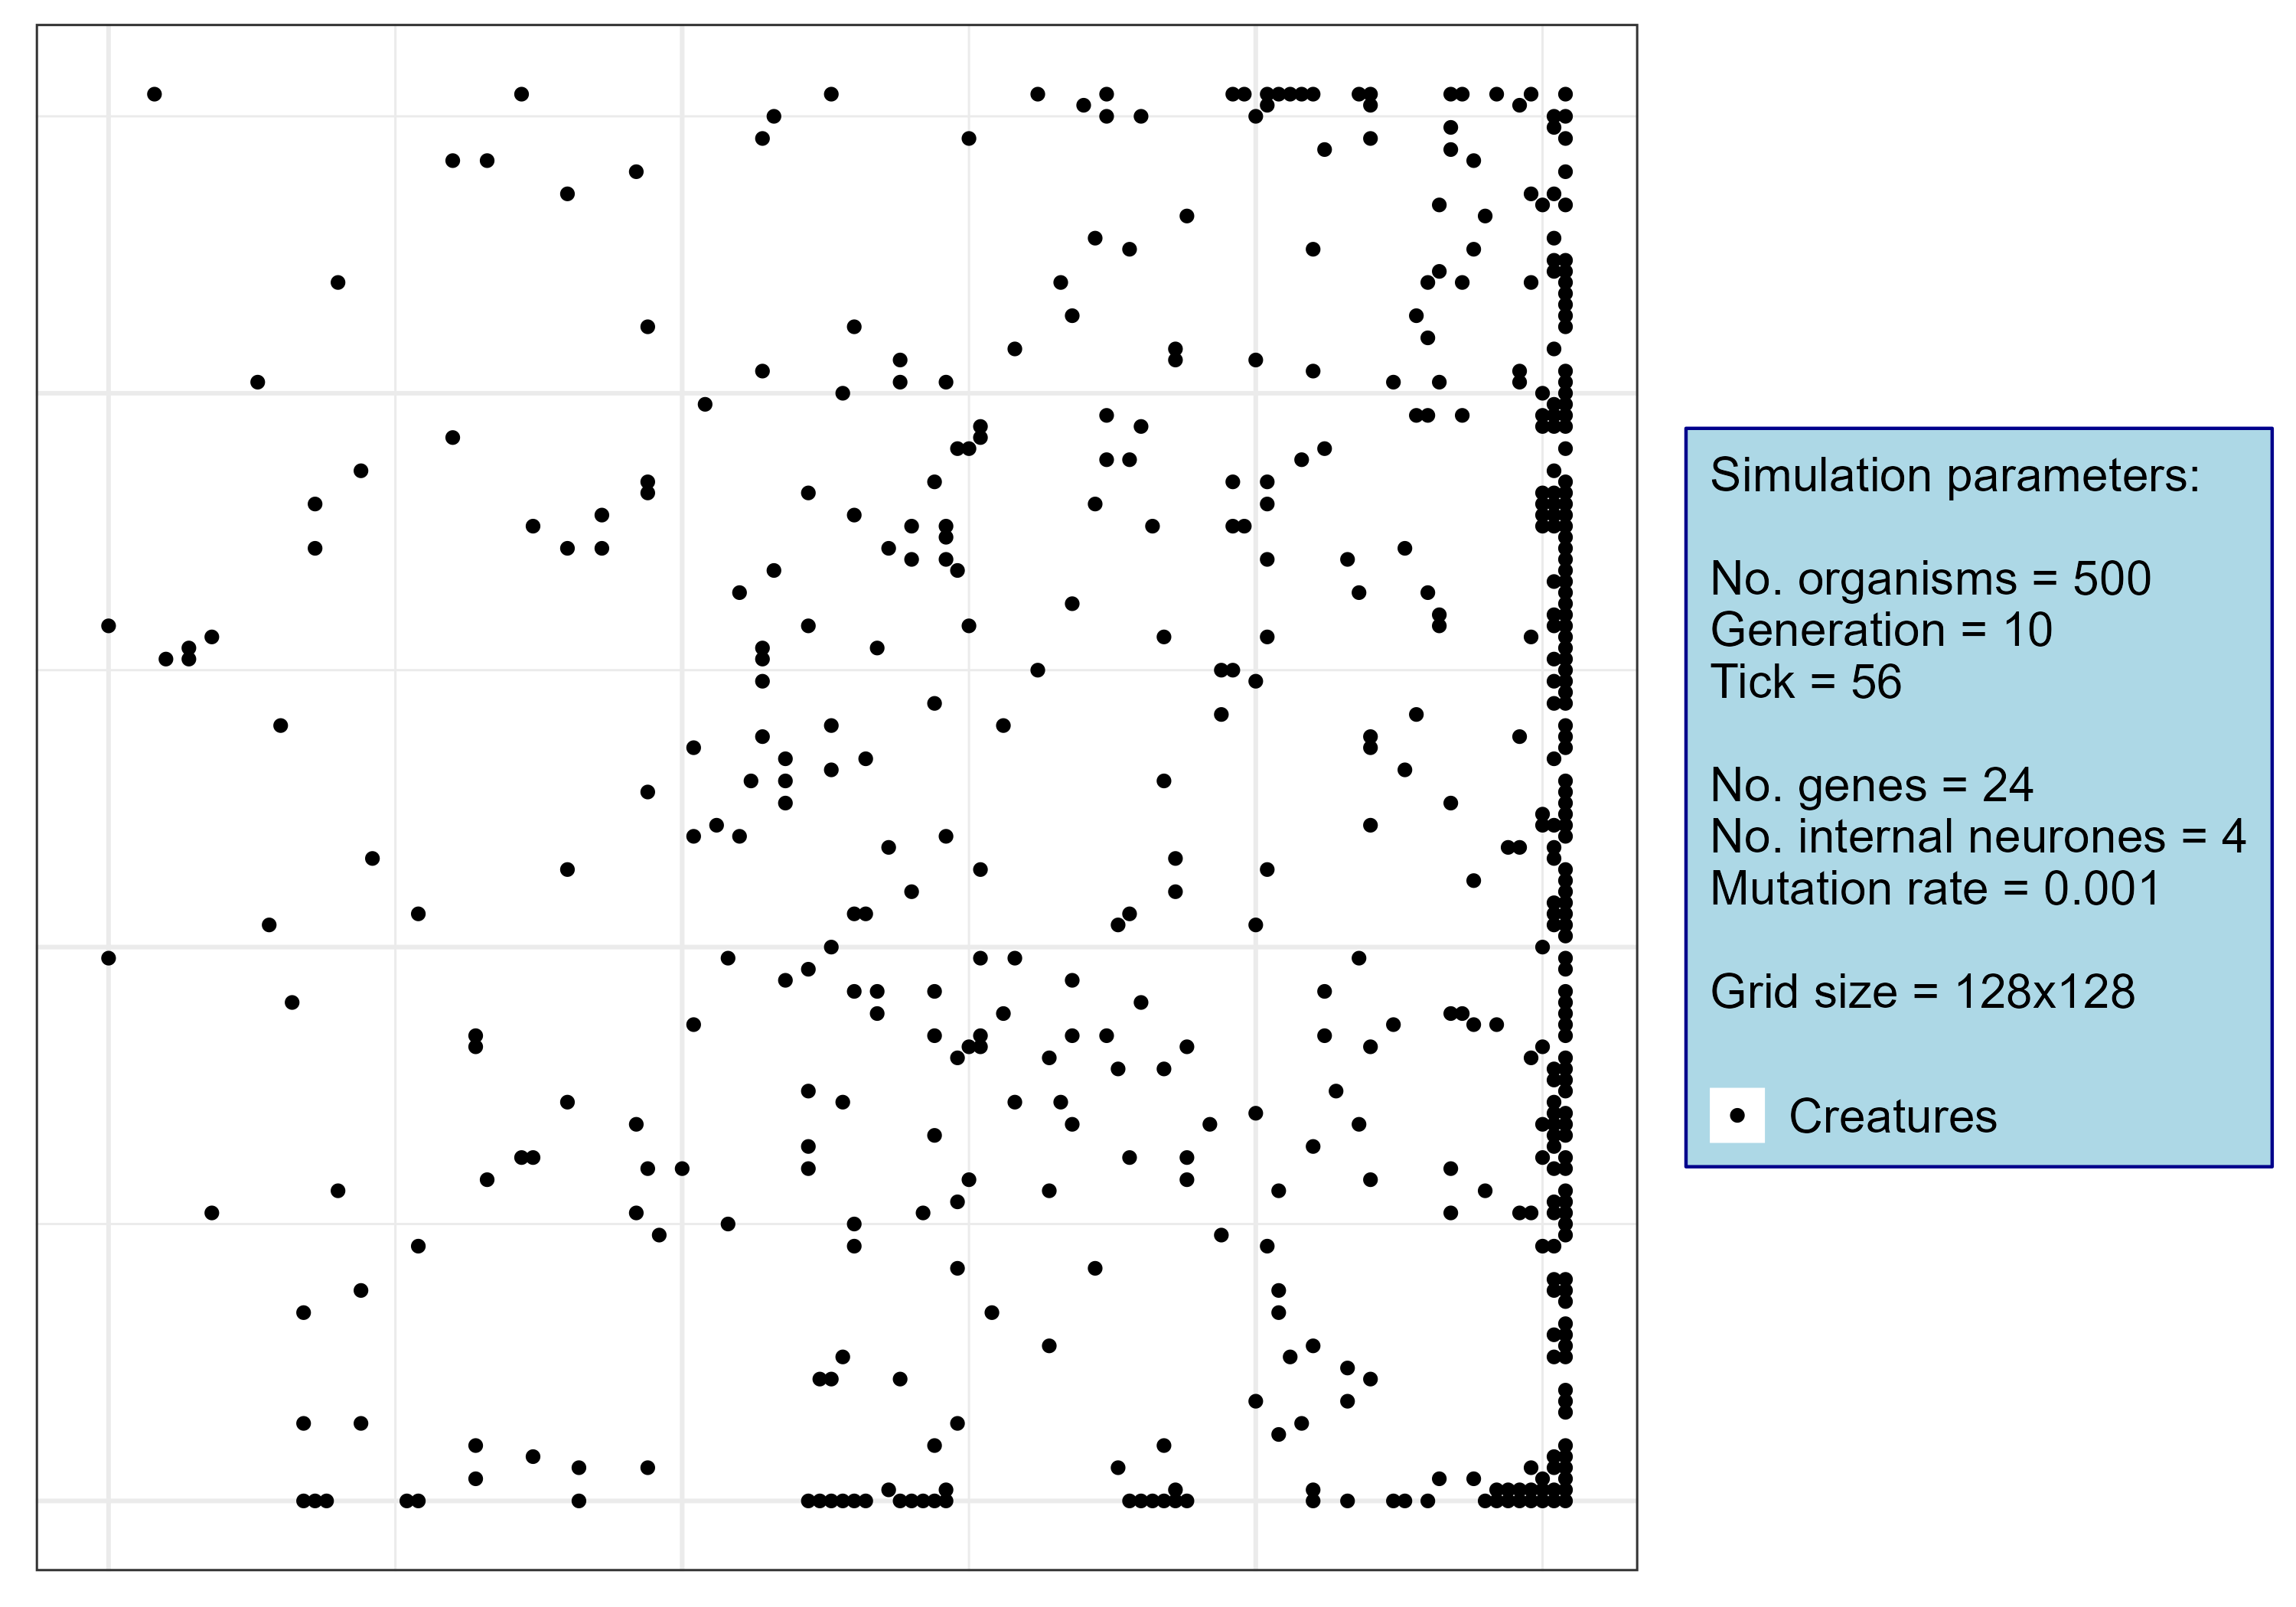 Simulation parameters:
No. organisms = 500
Generation = 10
Tick = 56
No. genes = 24
No. internal neurones = 4
Mutation rate = 0.001
Grid size = 128x128
Creatures